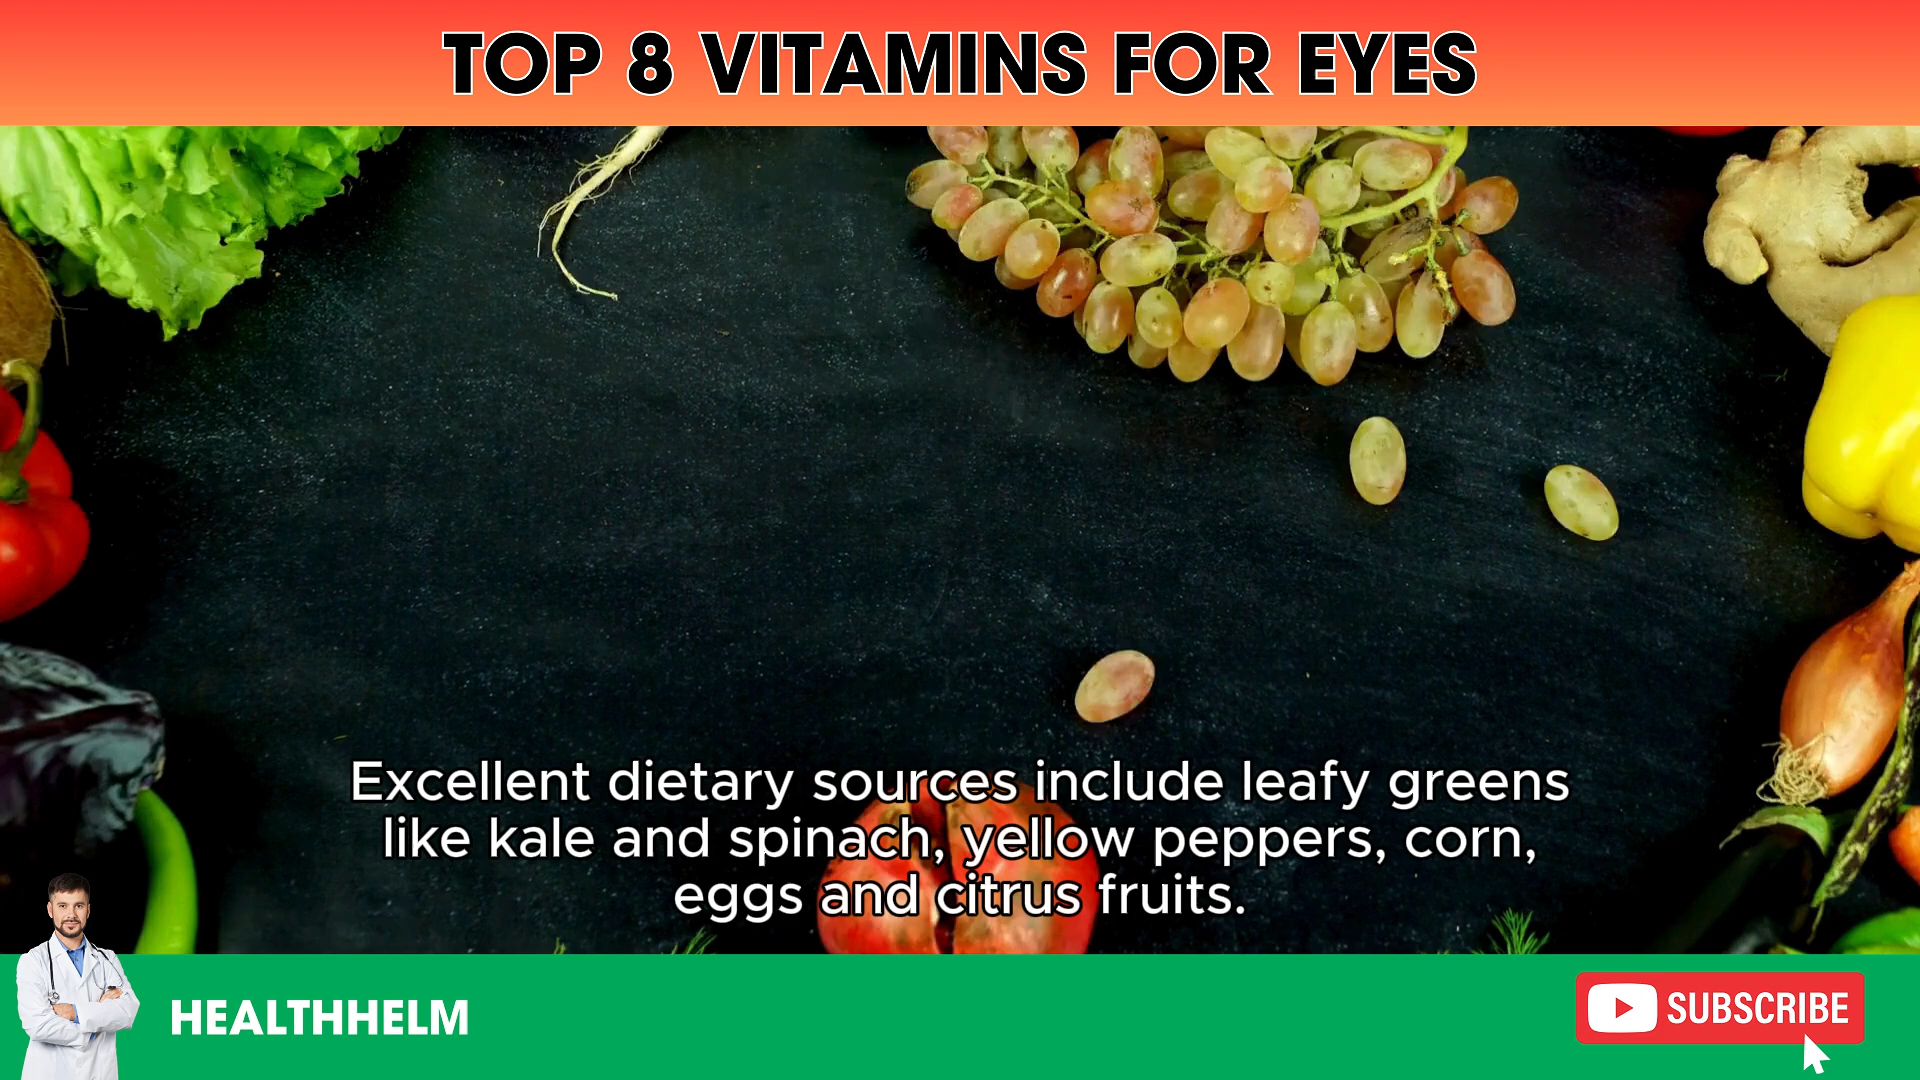 TOP 8 VITAMINS FOR EYES
Excellent dietary sources include leafy greens
like kale and spinach, yellow peppers, corn,
eggs and citrus fruits.
HEALTHHELM
SUBSCRIBE